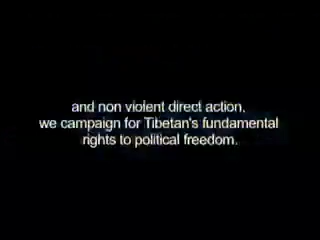 and non violent direct action,
we campaign for Tibetan's fundamental
rights to political freedom.